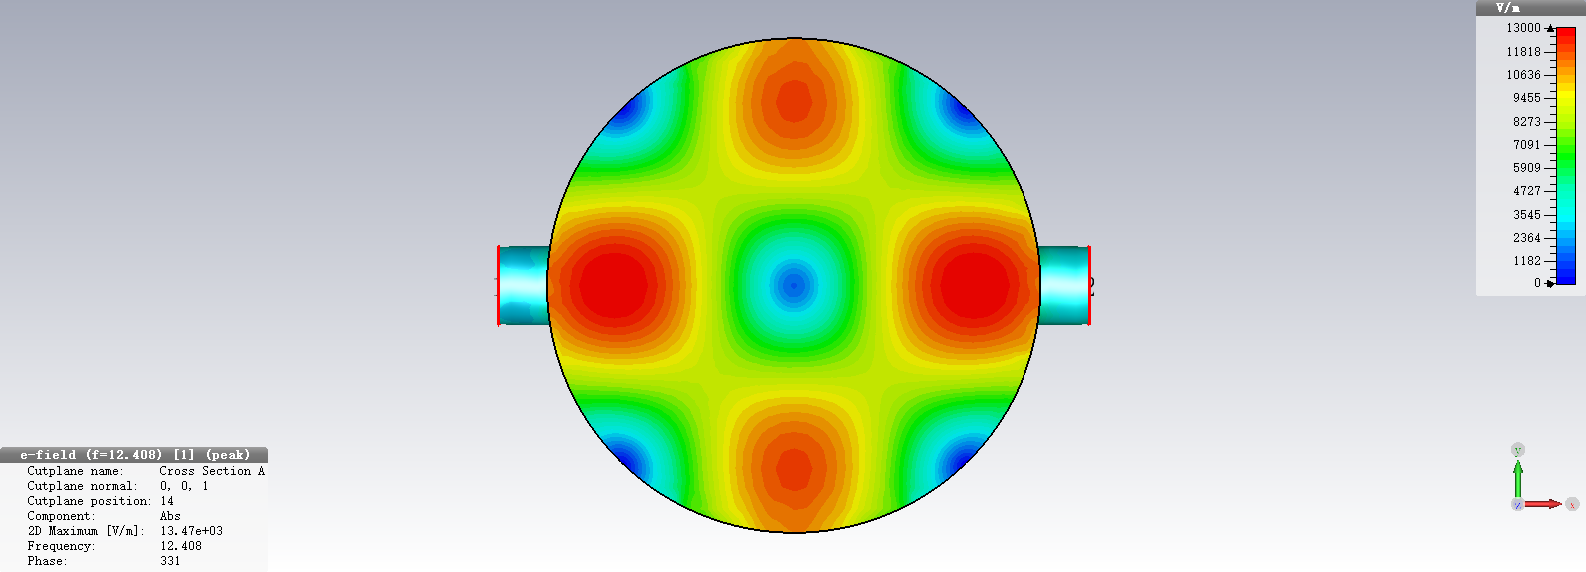 V/m
13000
11818
10636
9455
8273
7091
5909
4727
3545
2364
1182
0
e-field (f=12.408) [1] (peak)
Cutplane name: Cross Section A
Cutplane normal: 0, 0, 1
Cutplane position: 14
Component: Abs
2D Maximum [V/m]: 13.47e+03
Frequency: 12.408
Phase: 331
Y
Z
X